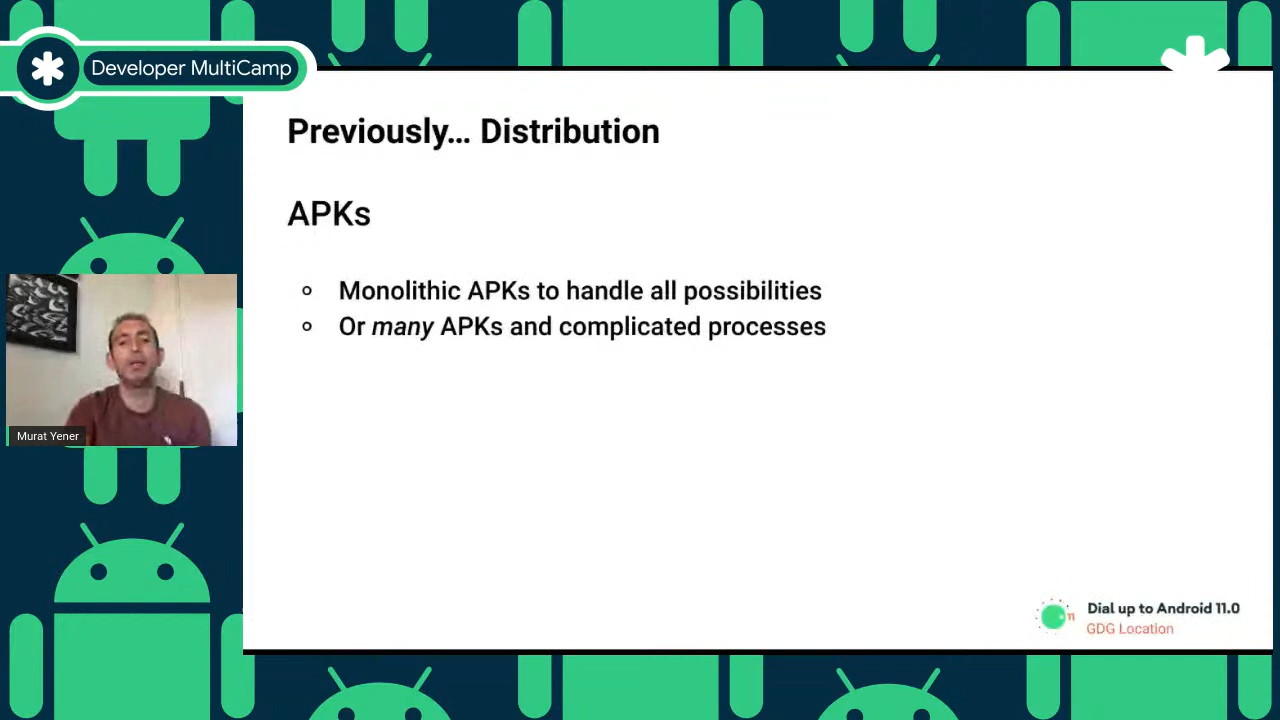 Developer MultiCamp
Previously... Distribution
APKs
Monolithic APKs to handle all possibilities
Or many APKs and complicated processes
Murat Yener
11
Dial up to Android 11.0
GDG Location